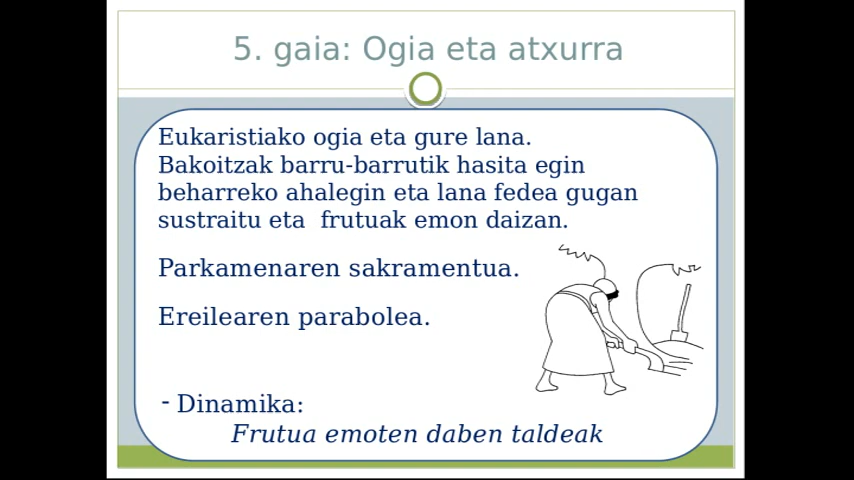 5. gaia: Ogia eta atxurra
Eukaristiako ogia eta gure lana.
Bakoitzak barru-barrutik hasita egin
beharreko ahalegin eta lana fedea gugan
sustraitu eta frutuak emon daizan.
Parkamenaren sakramentua.
Ereilearen parabolea.
- Dinamika:
Frutua emoten daben taldeak